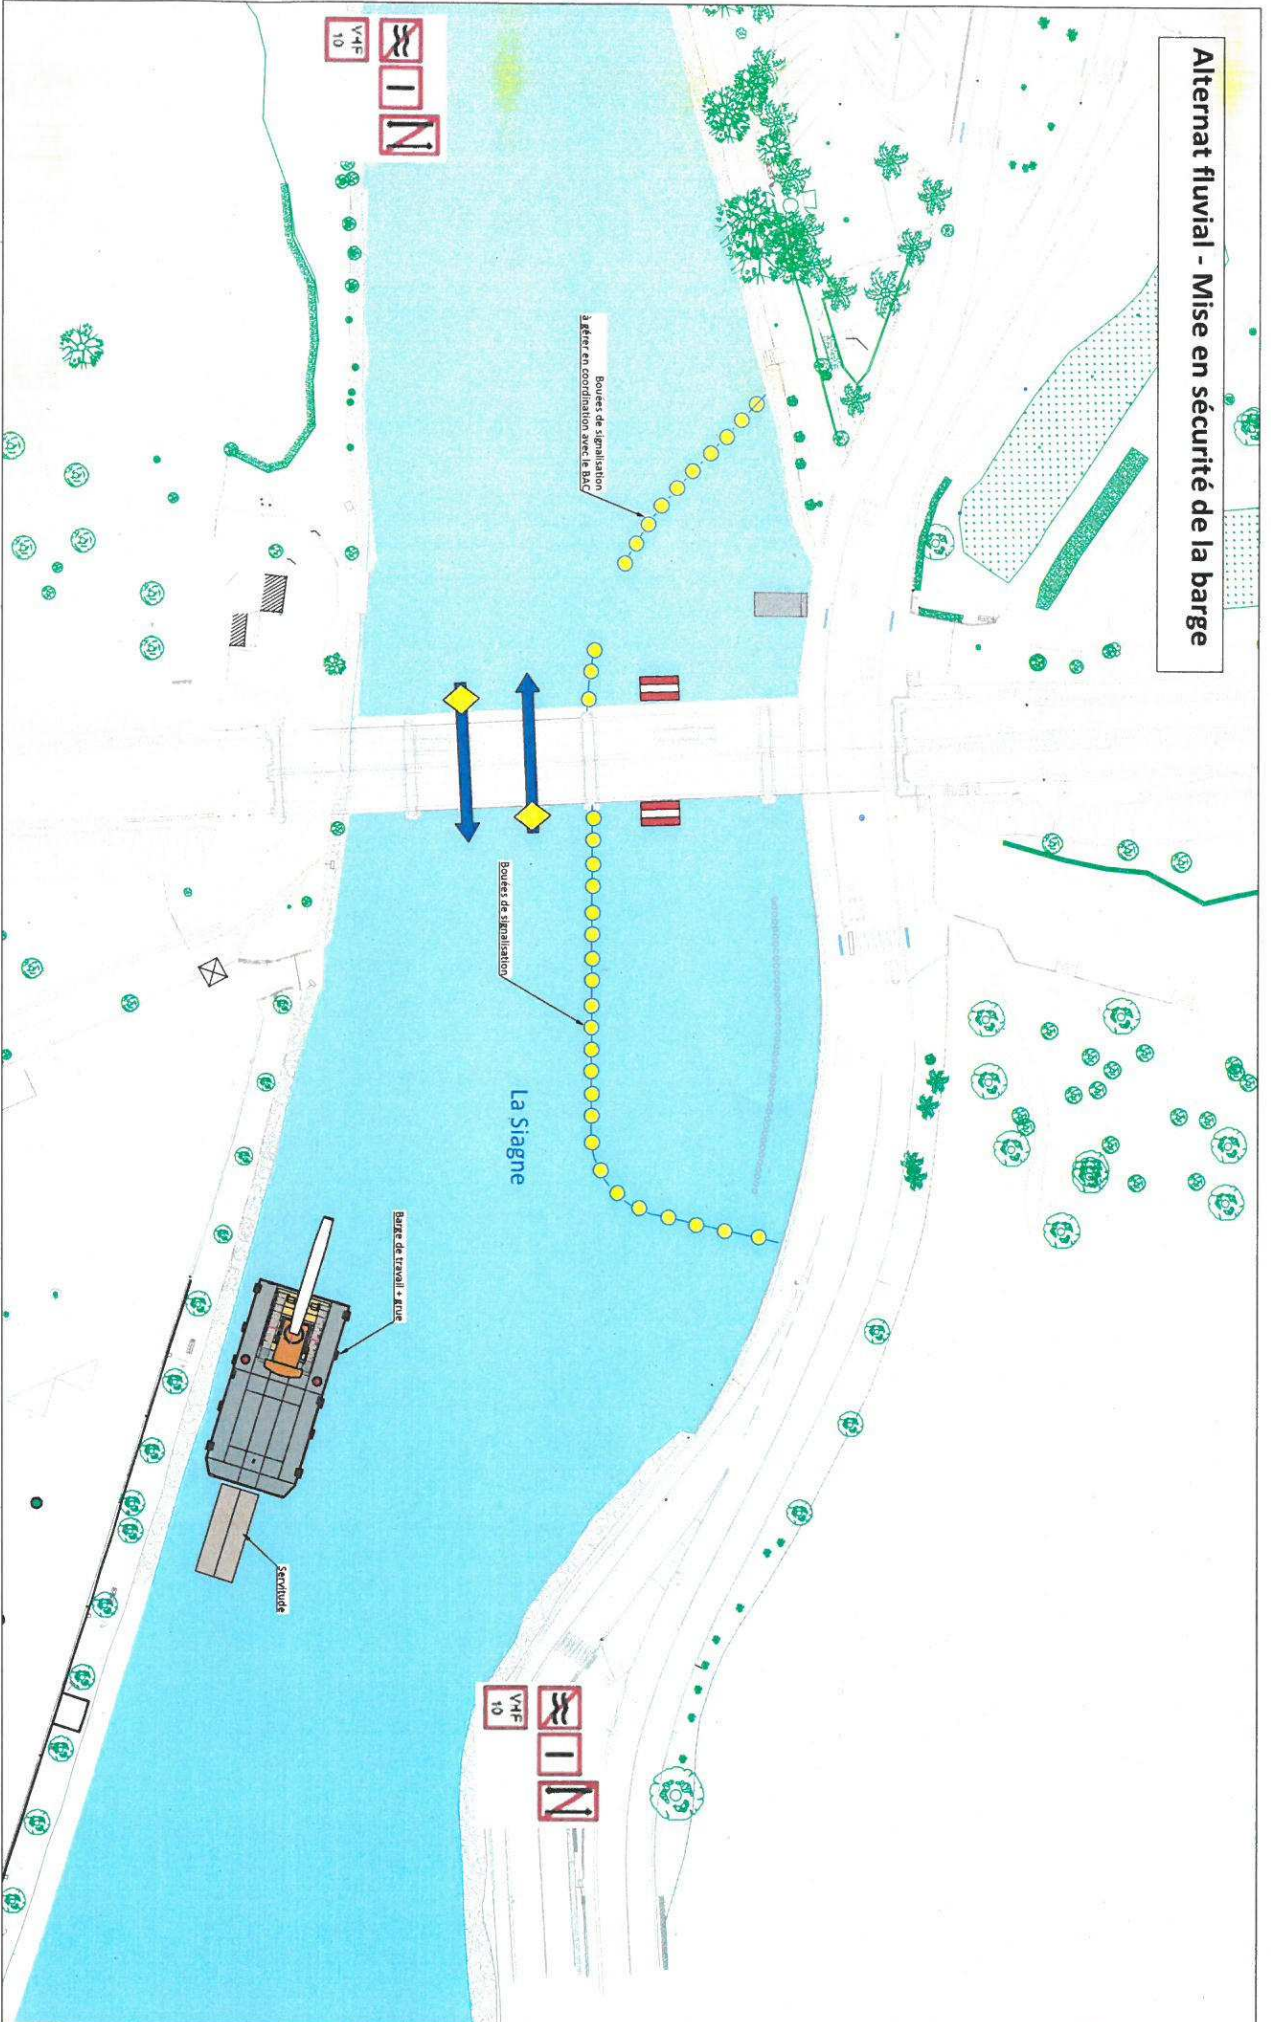 Alternat fluvial - Mise en sécurité de la barge
VHF
10
Bouées de signalisation
à gérer en coordination avec le BAC
Bouées de signalisation
La Siagne
Barge de travail + grue
Servitude
VHF
10